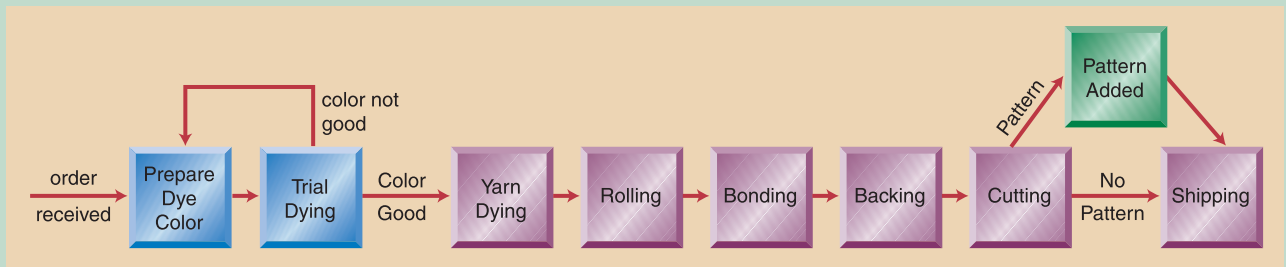 order
received
Prepare
Dye
Color
color not
good
Trial
Dying
Color
Good
Yarn
Dying
Rolling
Bonding
Backing
Cutting
Pattern
Pattern
Added
No
Pattern
Shipping